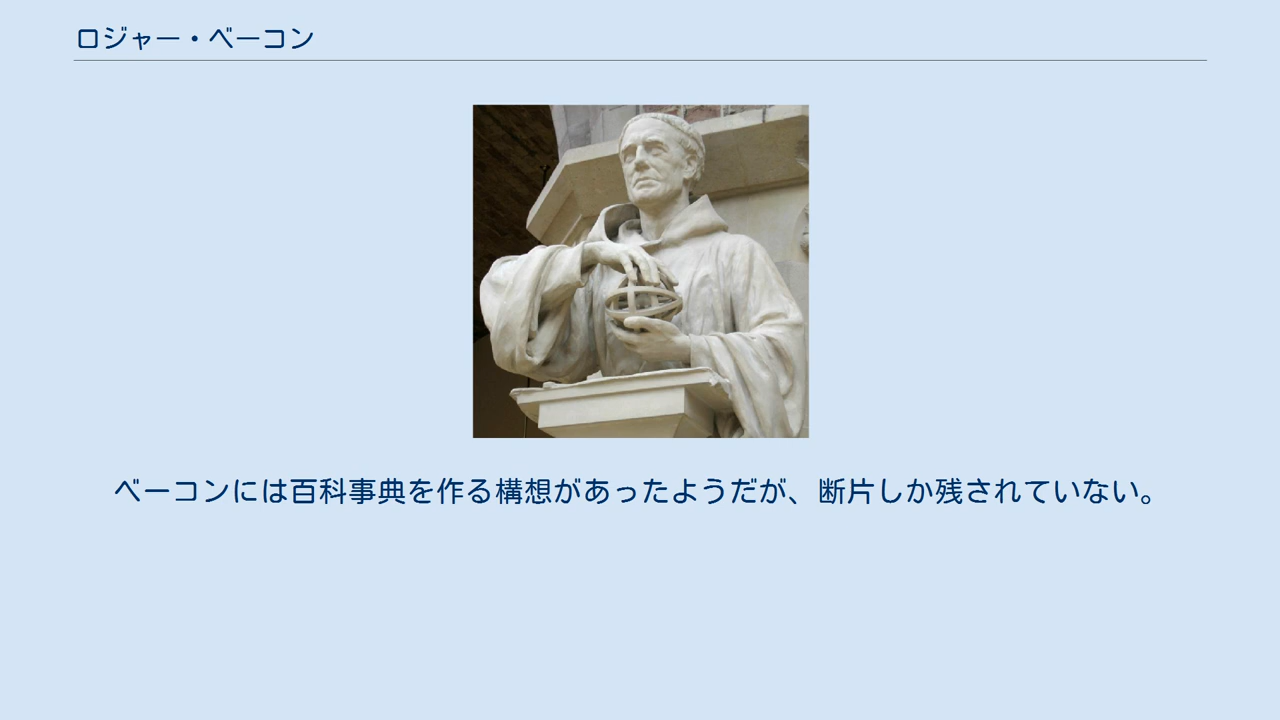 ロジャー・ベーコン
ベーコンには百科事典を作る構想があったようだが、断片しか残されていない。